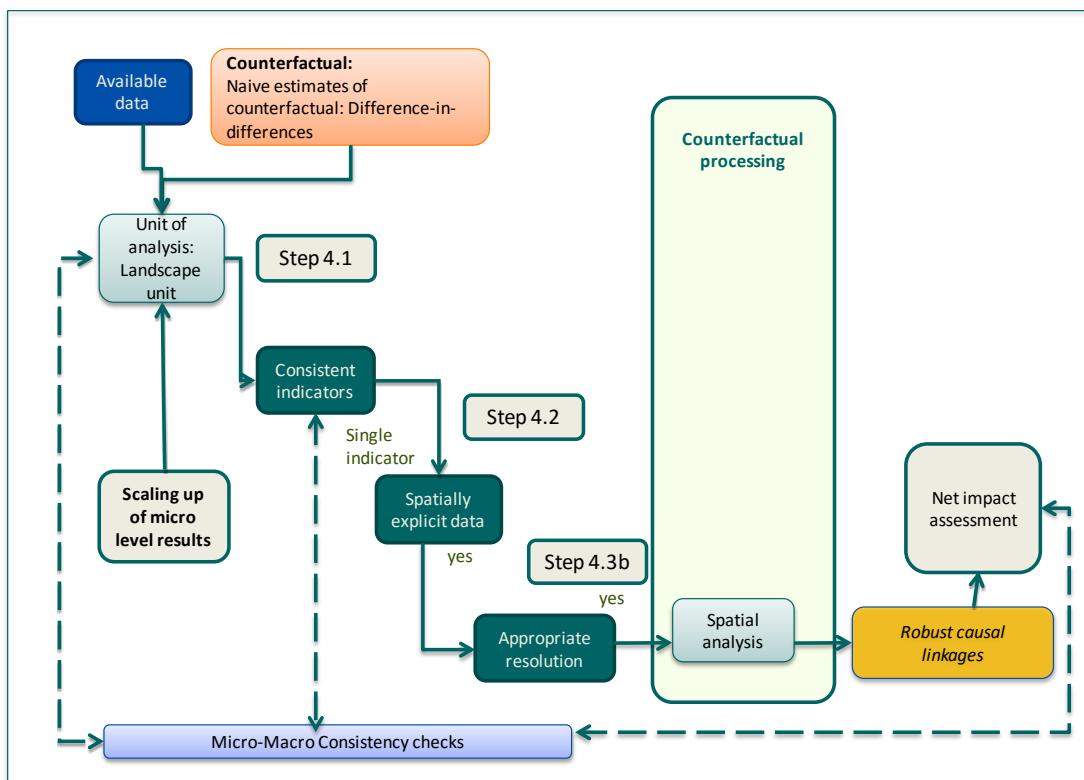 Available
data
Counterfactual:
Naive estimates of
counterfactual: Difference-in-
differences
Counterfactual
processing
Unit of
analysis:
Landscape
unit
Step 4.1
Consistent
indicators
Step 4.2
Single
indicator
Scaling up
of micro
level results
Spatially
explicit data
yes
Step 4.3b
yes
Net impact
assessment
Appropriate
resolution
Spatial
analysis
Robust causal
linkages
Micro-Macro Consistency checks